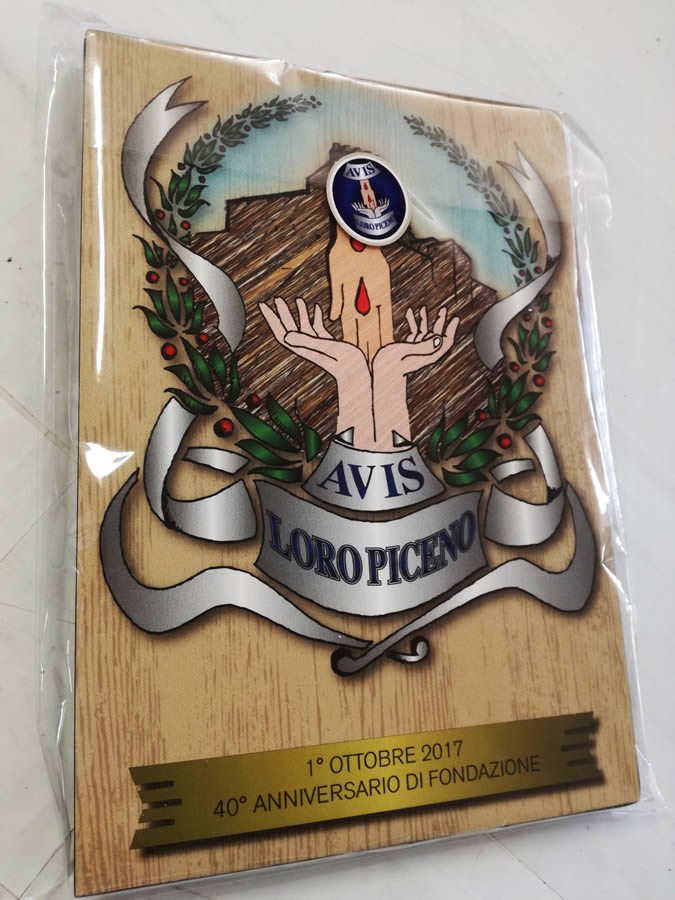 AVIS
LORO PICENO
AVIS
LORO PICENO
1° OTTOBRE 2017
40° ANNIVERSARIO DI FONDAZIONE